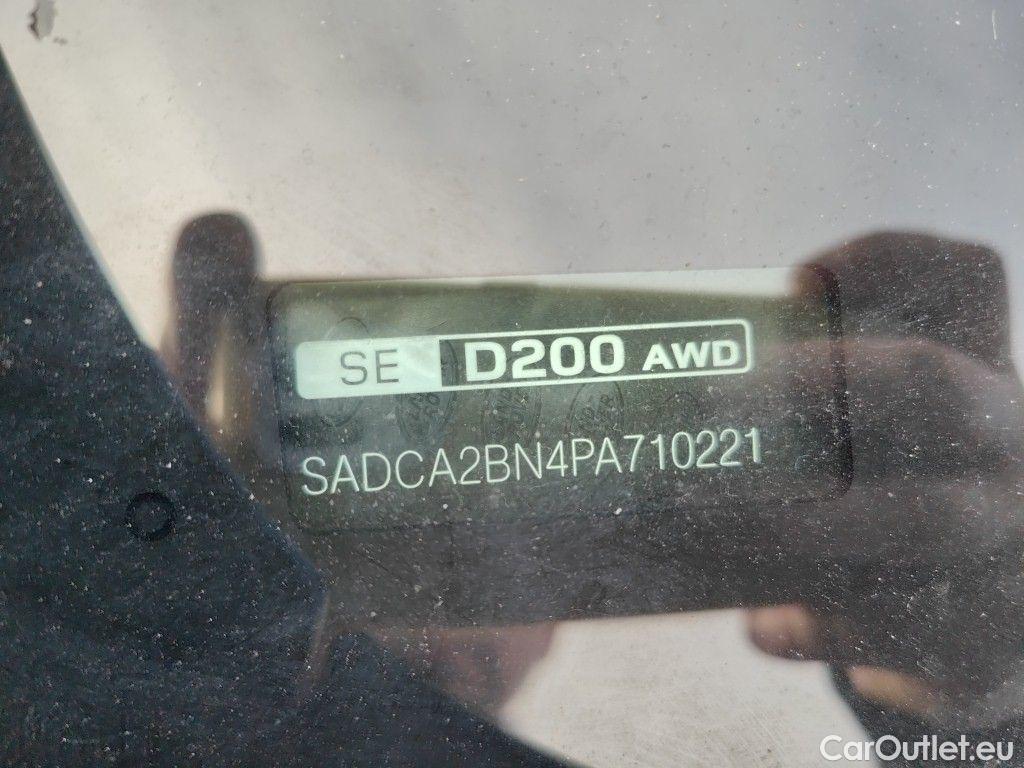 SE D200 AWD
SADCA2BN4PA710221
CarOutlet.eu